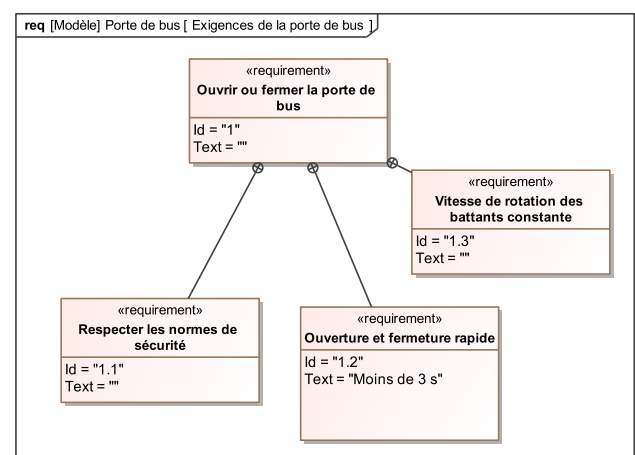 req [Modèle] Porte de bus [ Exigences de la porte de bus ]
«requirement»
Ouvrir ou fermer la porte de
bus
Id = "1"
Text = ""
«requirement»
Vitesse de rotation des
battants constante
Id = "1.3"
Text = ""
«requirement»
Respecter les normes de
sécurité
Id = "1.1"
Text = ""
«requirement»
Ouverture et fermeture rapide
Id = "1.2"
Text = "Moins de 3 s"